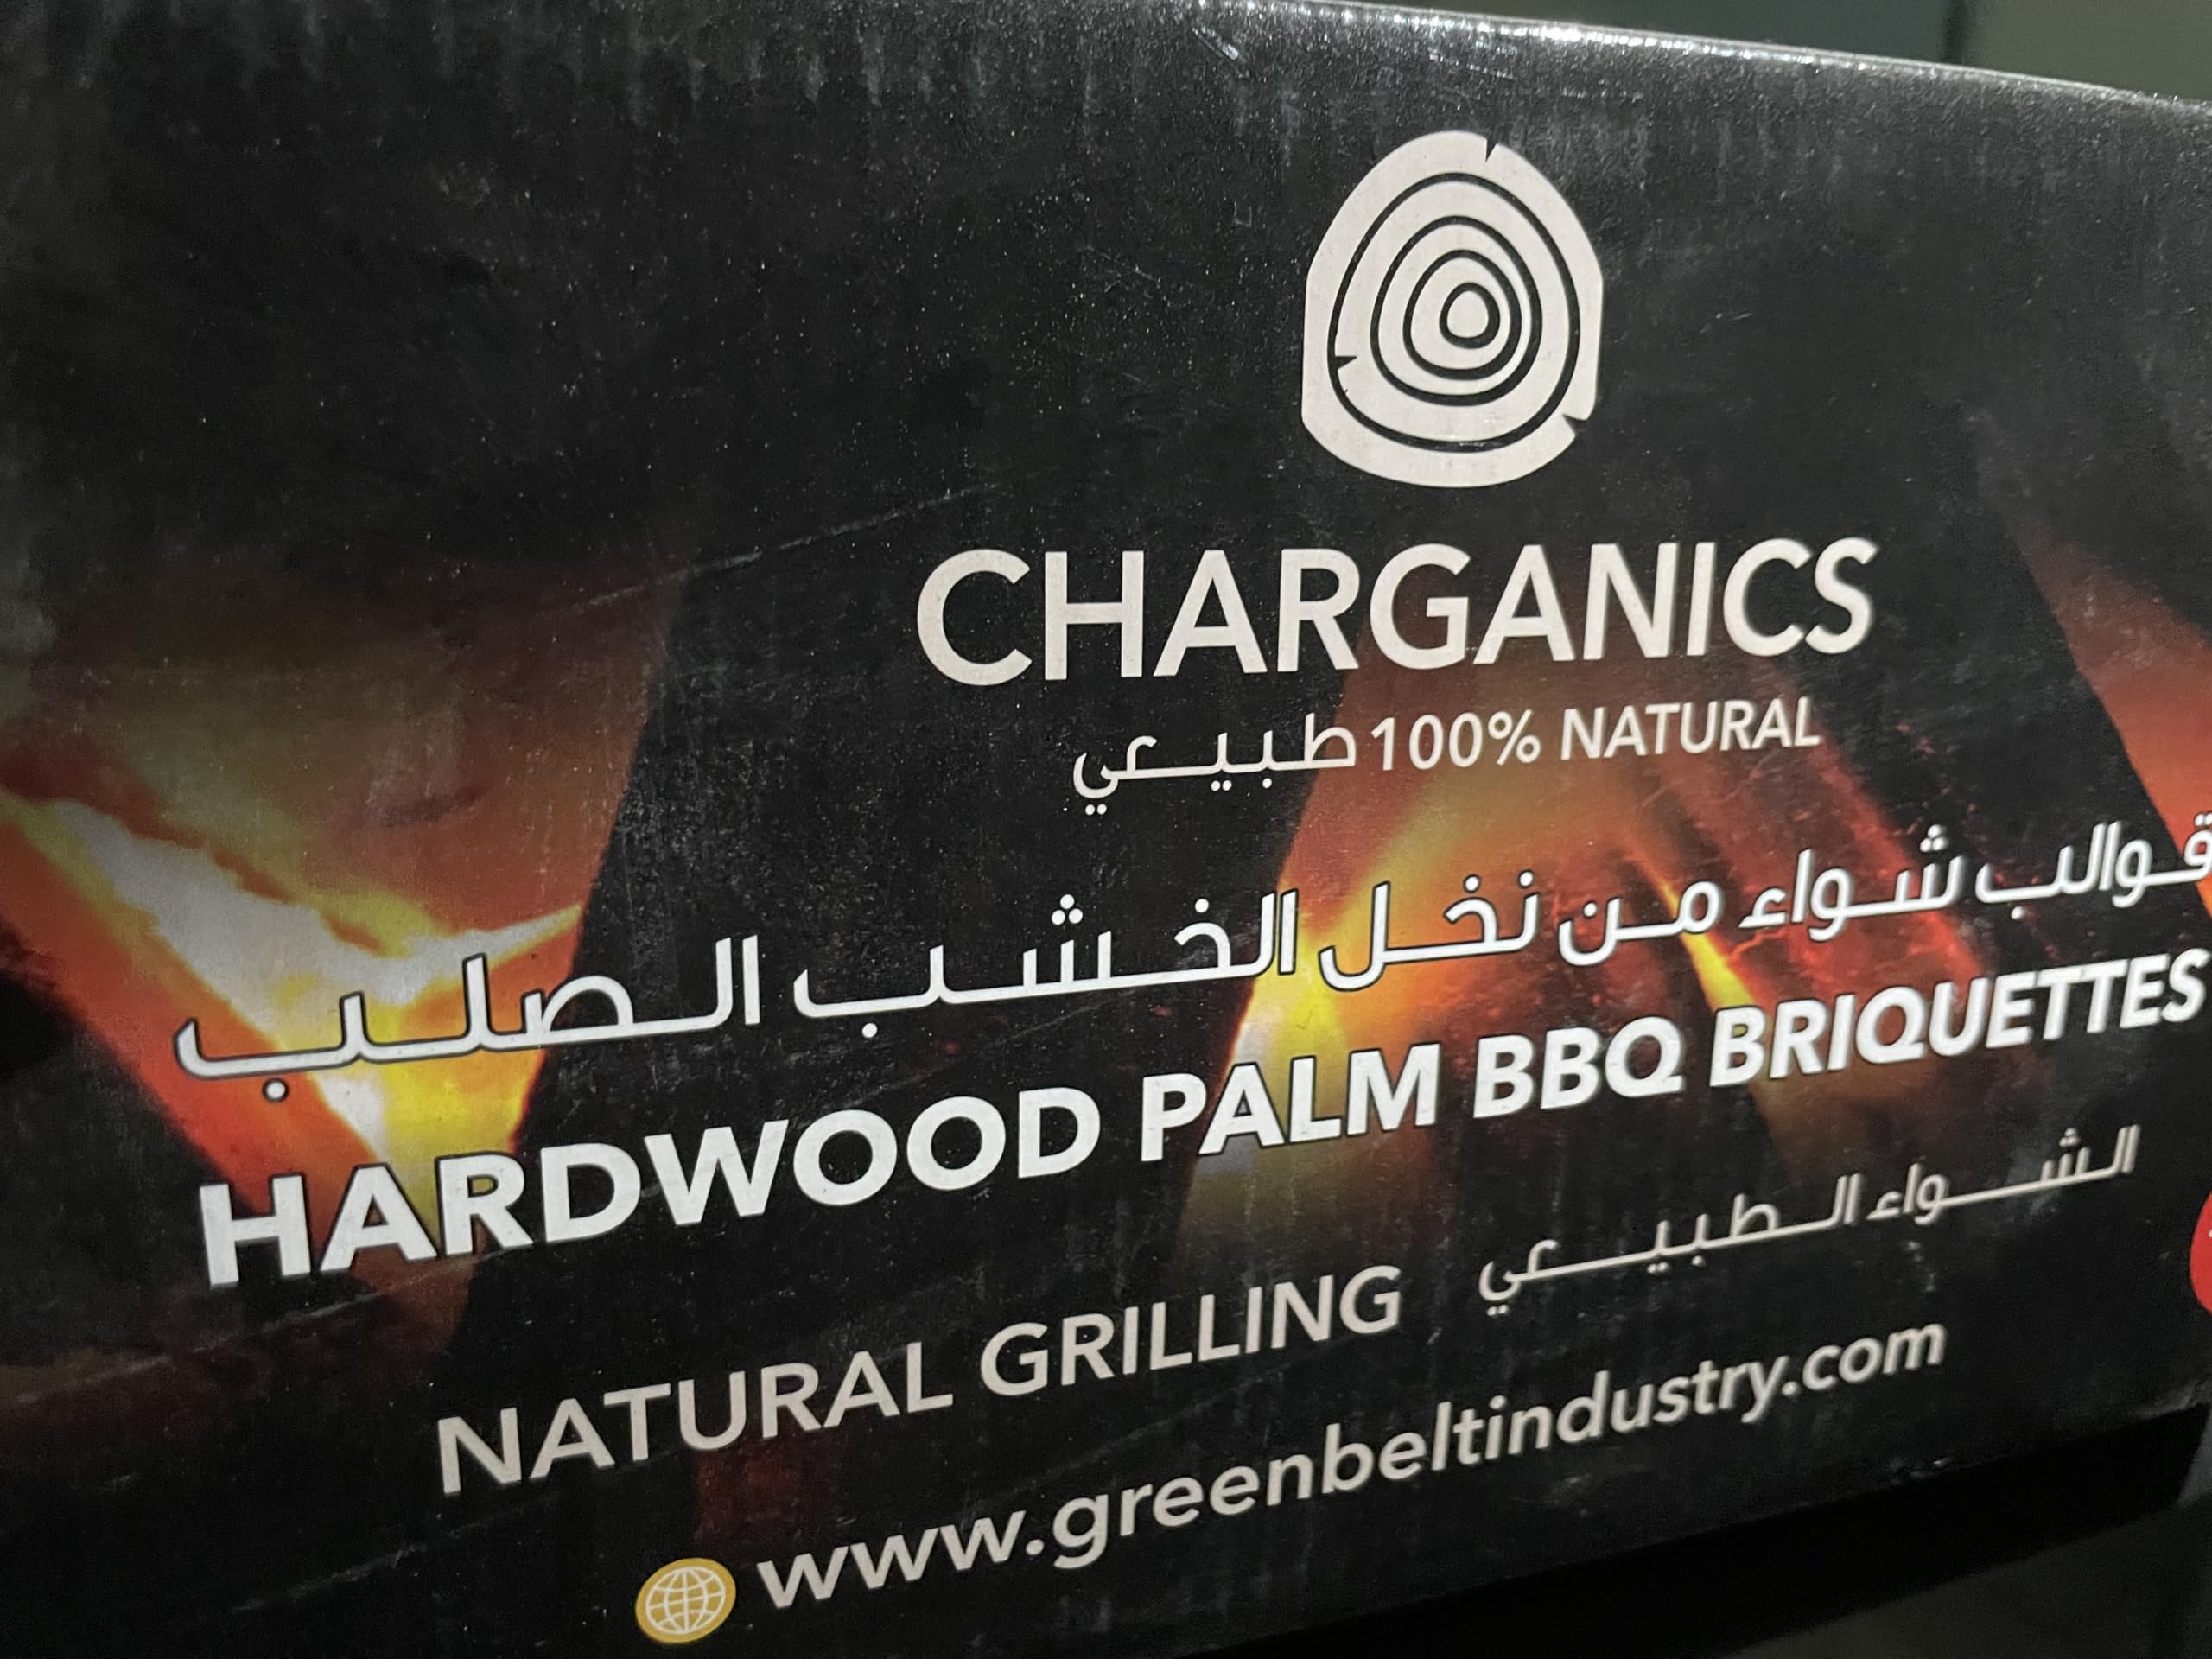 CHARGANICS
100% NATURAL طبيعي
قوالب شواء من نخل الخشب الصلب
HARDWOOD PALM BBQ BRIQUETTES
NATURAL GRILLING الشواء الطبيعي
www.greenbeltindustry.com